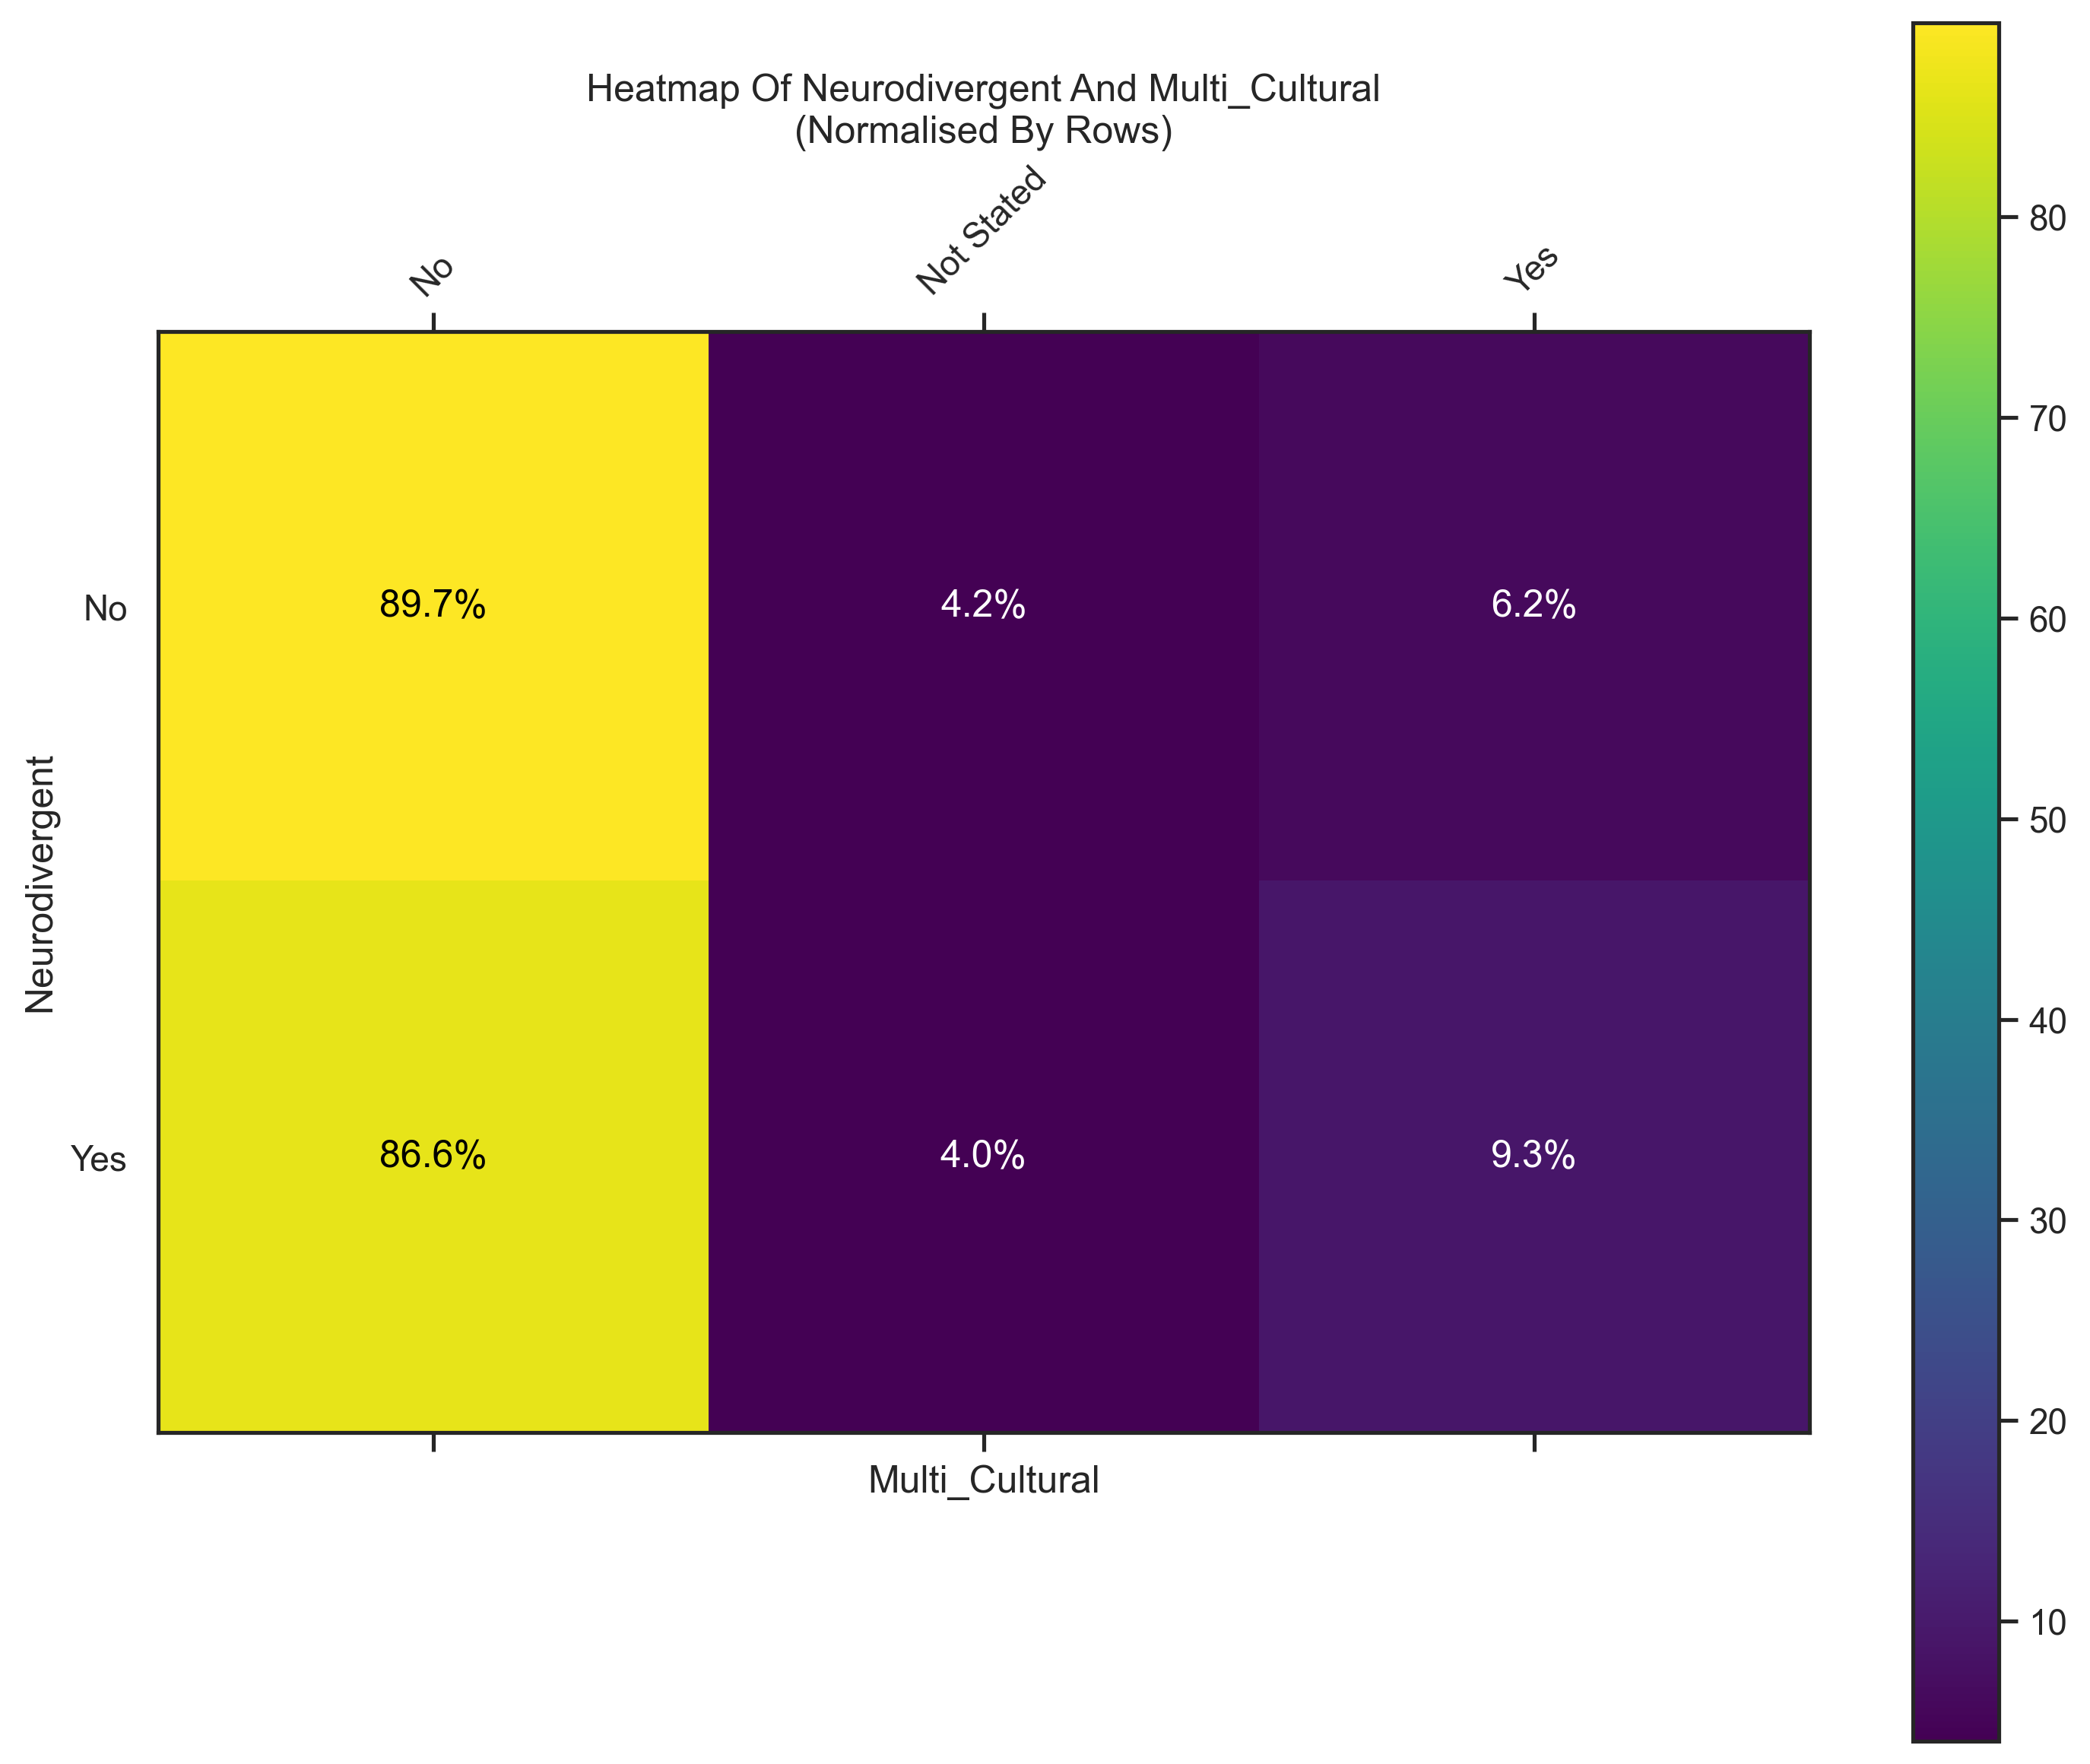 Heatmap Of Neurodivergent And Multi_Cultural
(Normalised By Rows)
No
Not Stated
Yes
Neurodivergent
No
89.7%
4.2%
6.2%
Yes
86.6%
4.0%
9.3%
Multi_Cultural
80
70
60
50
40
30
20
10